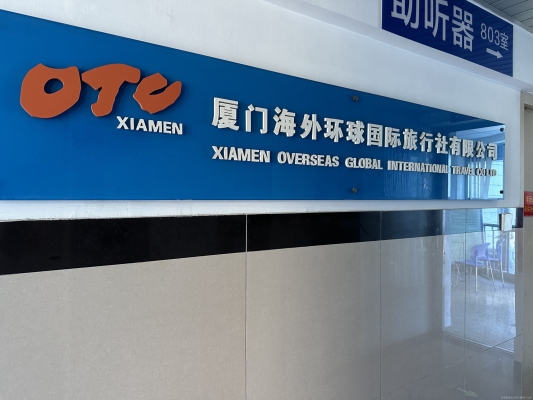 助听器 803室
OTC
XIAMEN
厦门海外环球国际旅行社有限公司
XIAMEN OVERSEAS GLOBAL INTERNATIONAL TRAVEL CO.,LTD